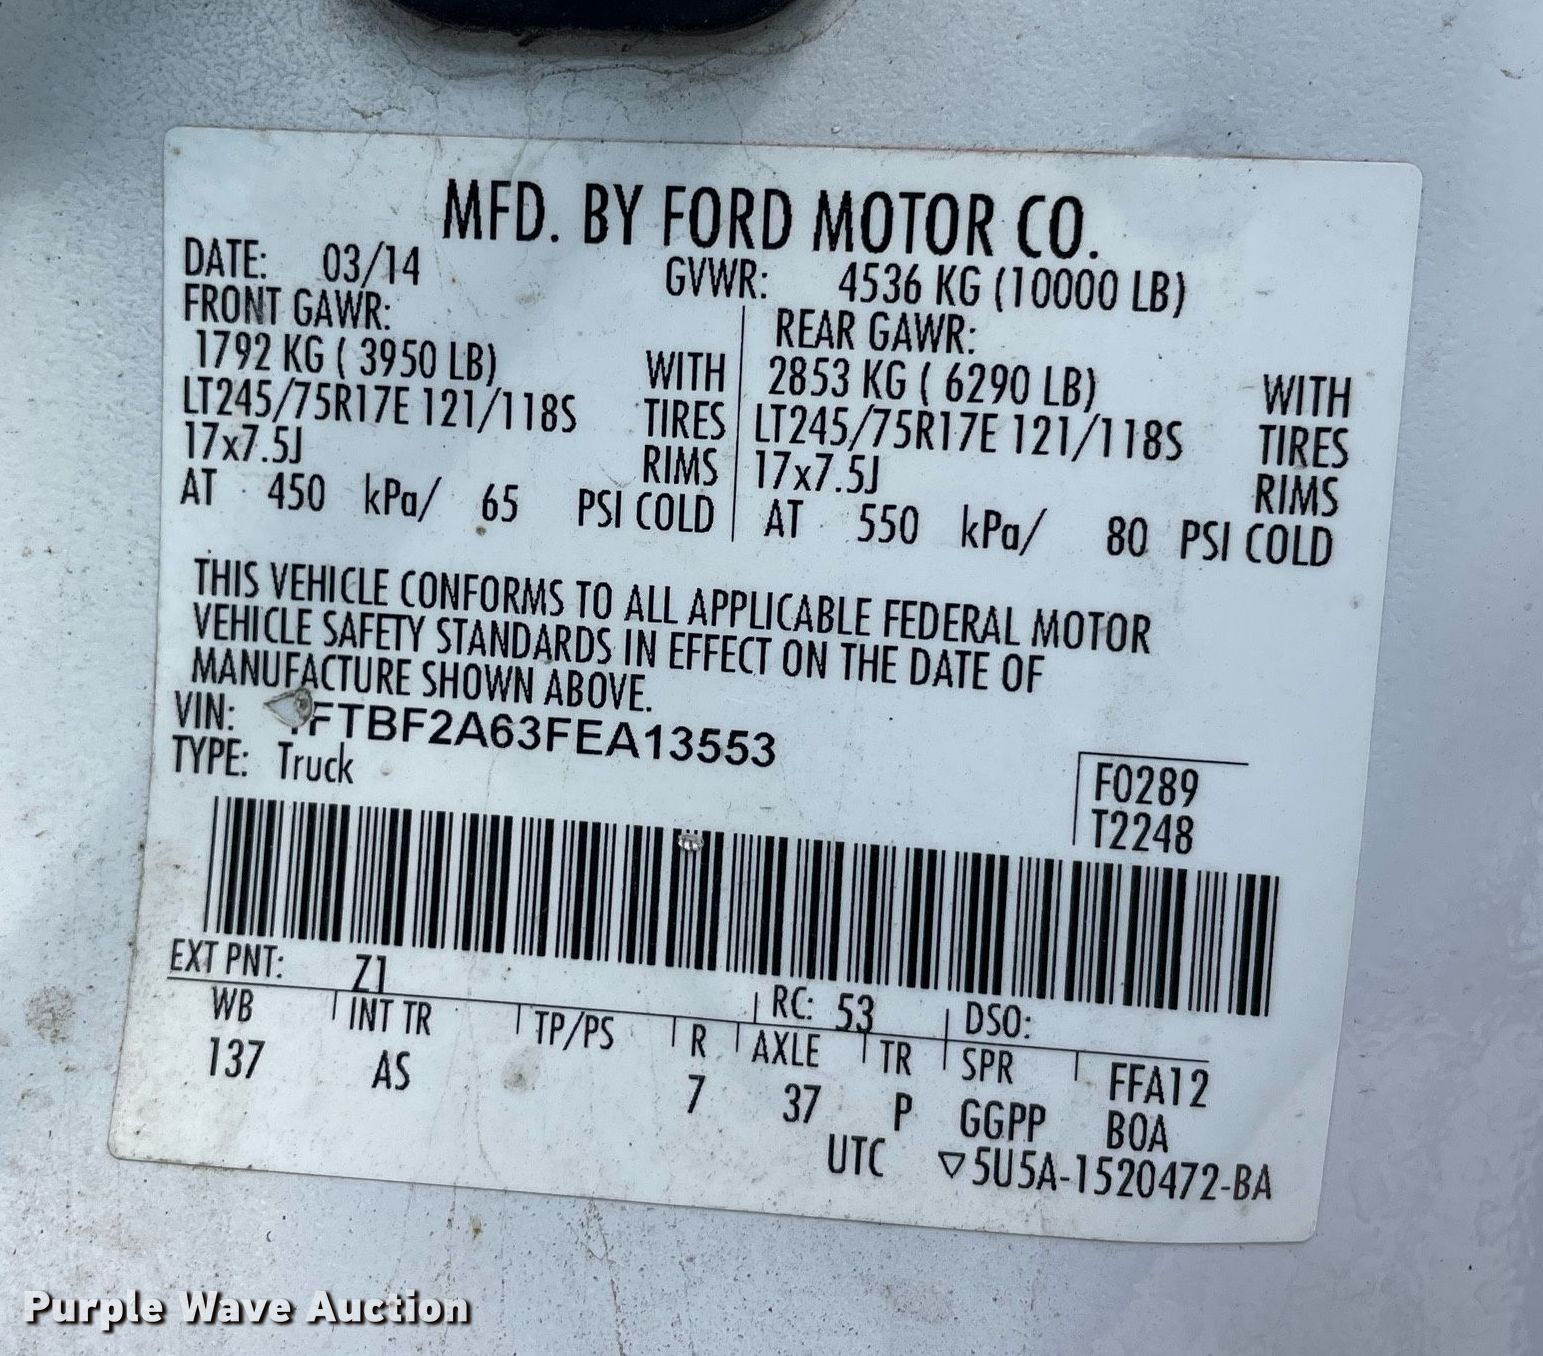 MFD. BY FORD MOTOR CO.
DATE: 03/14 GVWR: 4536 KG (10000 LB)
FRONT GAWR: REAR GAWR:
1792 KG ( 3950 LB) WITH 2853 KG ( 6290 LB) WITH
LT245/75R17E 121/118S TIRES LT245/75R17E 121/118S TIRES
17x7.5J RIMS 17x7.5J RIMS
AT 450 kPa/ 65 PSI COLD AT 550 kPa/ 80 PSI COLD
THIS VEHICLE CONFORMS TO ALL APPLICABLE FEDERAL MOTOR
VEHICLE SAFETY STANDARDS IN EFFECT ON THE DATE OF
MANUFACTURE SHOWN ABOVE.
VIN: 1FTBF2A63FEA13553
TYPE: Truck
F0289
T2248
EXT PNT: Z1 RC: 53 DSO:
WB INT TR TP/PS R AXLE TR SPR FFA12
137 AS 7 37 P GGPP BOA
UTC ▽5U5A-1520472-BA
Purple Wave Auction